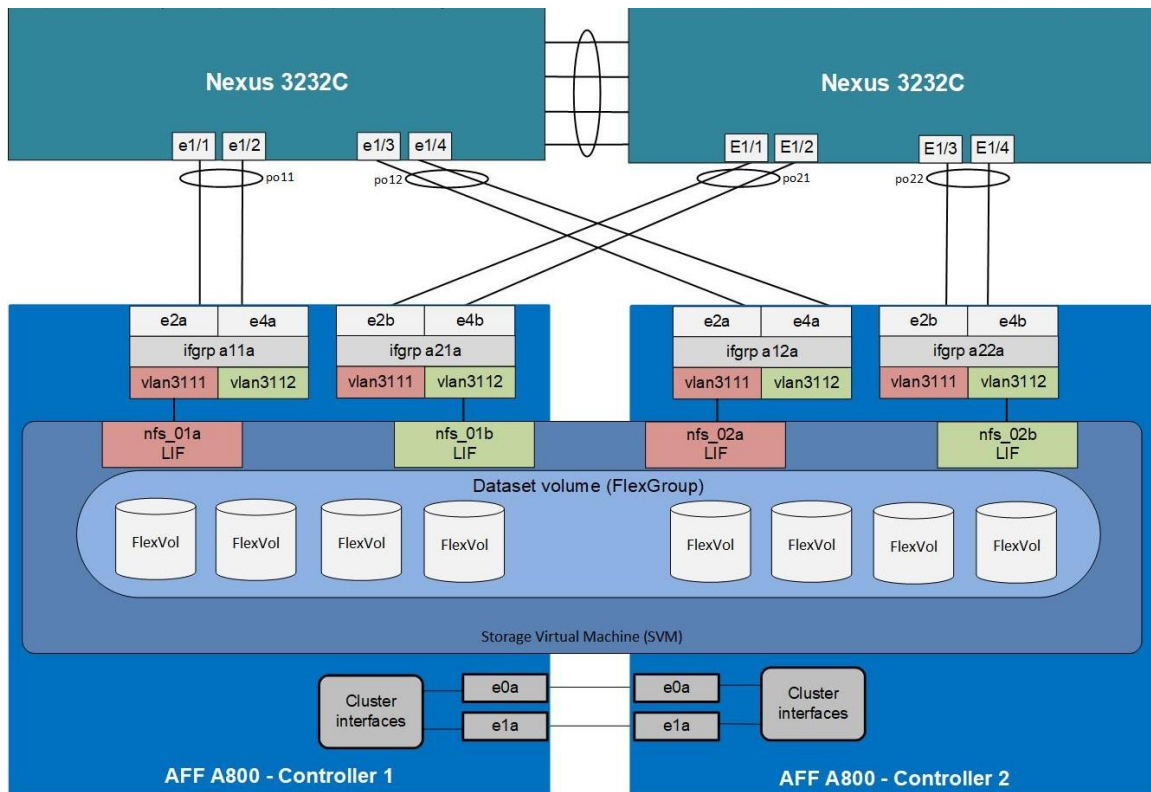 Nexus 3232C
Nexus 3232C
e1/1
e1/2
e1/3
e1/4
E1/1
E1/2
E1/3
E1/4
po11
po12
po21
po22
e2a
e4a
e2b
e4b
e2a
e4a
e2b
e4b
ifgrp a11a
ifgrp a21a
ifgrp a12a
ifgrp a22a
vlan3111
vlan3112
vlan3111
vlan3112
vlan3111
vlan3112
vlan3111
vlan3112
nfs_01a
LIF
nfs_01b
LIF
nfs_02a
LIF
nfs_02b
LIF
Dataset volume (FlexGroup)
FlexVol
FlexVol
FlexVol
FlexVol
FlexVol
FlexVol
FlexVol
FlexVol
Storage Virtual Machine (SVM)
Cluster
interfaces
e0a
e1a
e0a
e1a
Cluster
interfaces
AFF A800 - Controller 1
AFF A800 - Controller 2